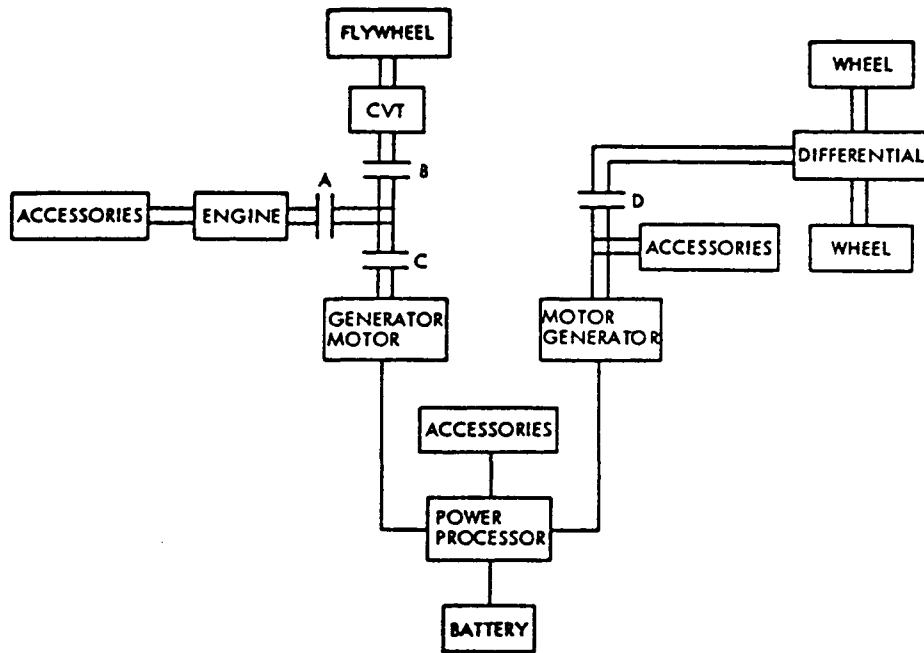 FLYWHEEL
CVT
B
A
ACCESSORIES
ENGINE
C
GENERATOR
MOTOR
WHEEL
DIFFERENTIAL
D
ACCESSORIES
WHEEL
MOTOR
GENERATOR
ACCESSORIES
POWER
PROCESSOR
BATTERY